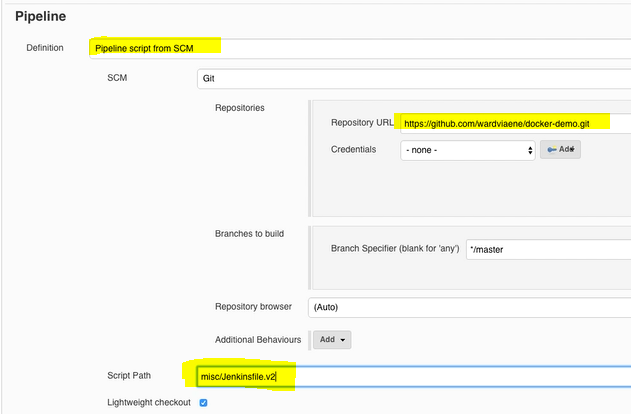 Pipeline
Definition
Pipeline script from SCM
SCM
Git
Repositories
Repository URL
https://github.com/wardviaene/docker-demo.git
Credentials
- none -
Add
Branches to build
Branch Specifier (blank for 'any')
*/master
Repository browser
(Auto)
Additional Behaviours
Add
Script Path
misc/Jenkinsfile.v2
Lightweight checkout